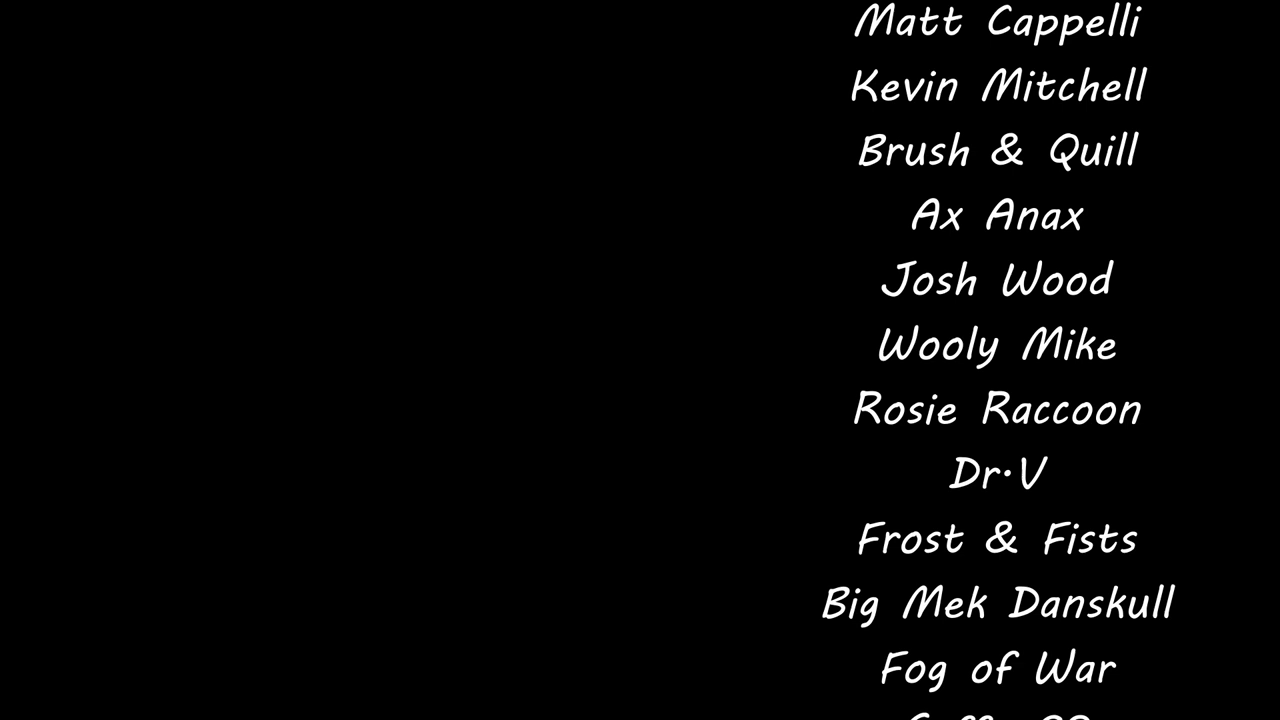 Matt Cappelli
Kevin Mitchell
Brush & Quill
Ax Anax
Josh Wood
Wooly Mike
Rosie Raccoon
Dr.V
Frost & Fists
Big Mek Danskull
Fog of War